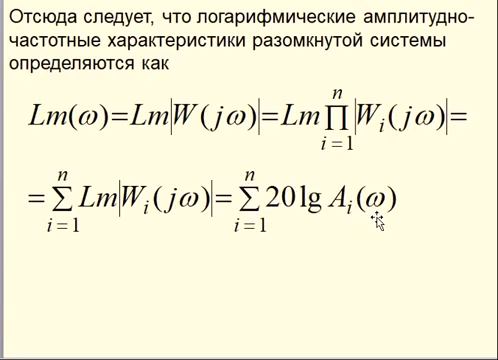 Отсюда следует, что логарифмические амплитудно-
частотные характеристики разомкнутой системы
определяются как
Lm(ω)=Lm|W(jω)|=Lm∏_{i=1}^{n}|W_i(jω)|=
=∑_{i=1}^{n}Lm|W_i(jω)|=∑_{i=1}^{n}20lg A_i(ω)